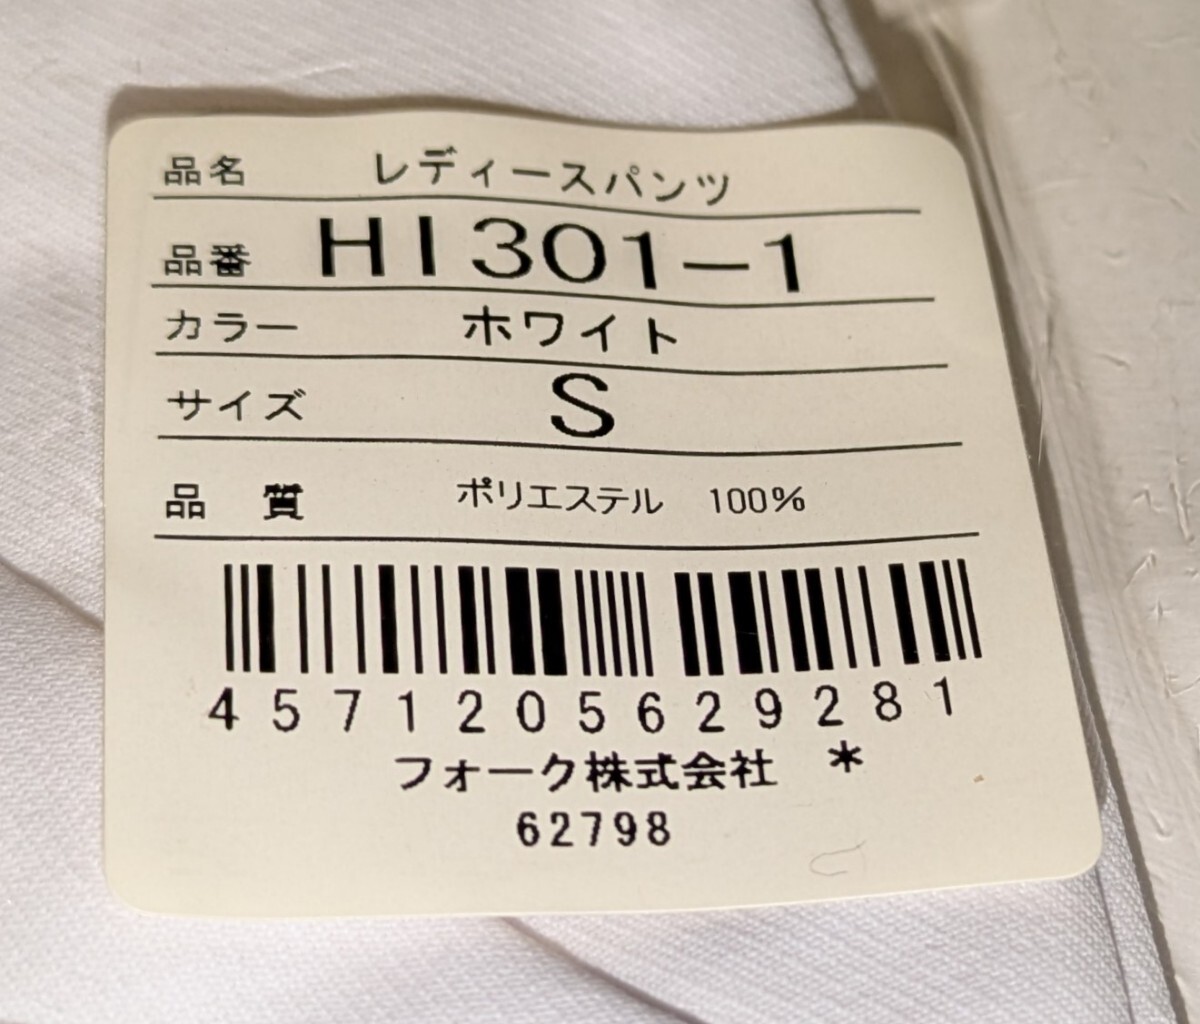 品名 レディースパンツ
品番 HI301-1
カラー ホワイト
サイズ S
品 質 ポリエステル 100%
4571205629281
フォーク株式会社 *
62798